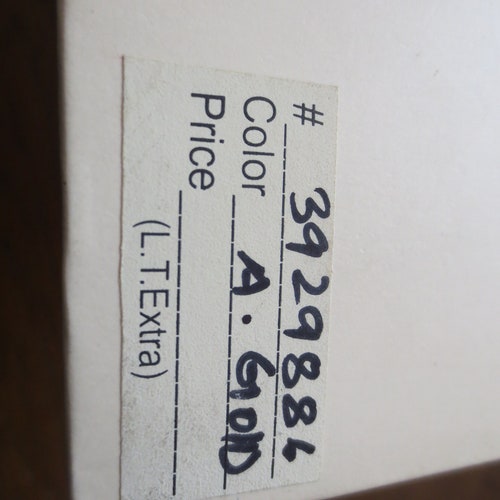 # 3929886
Color A. GOlD
Price
(L.T.Extra)